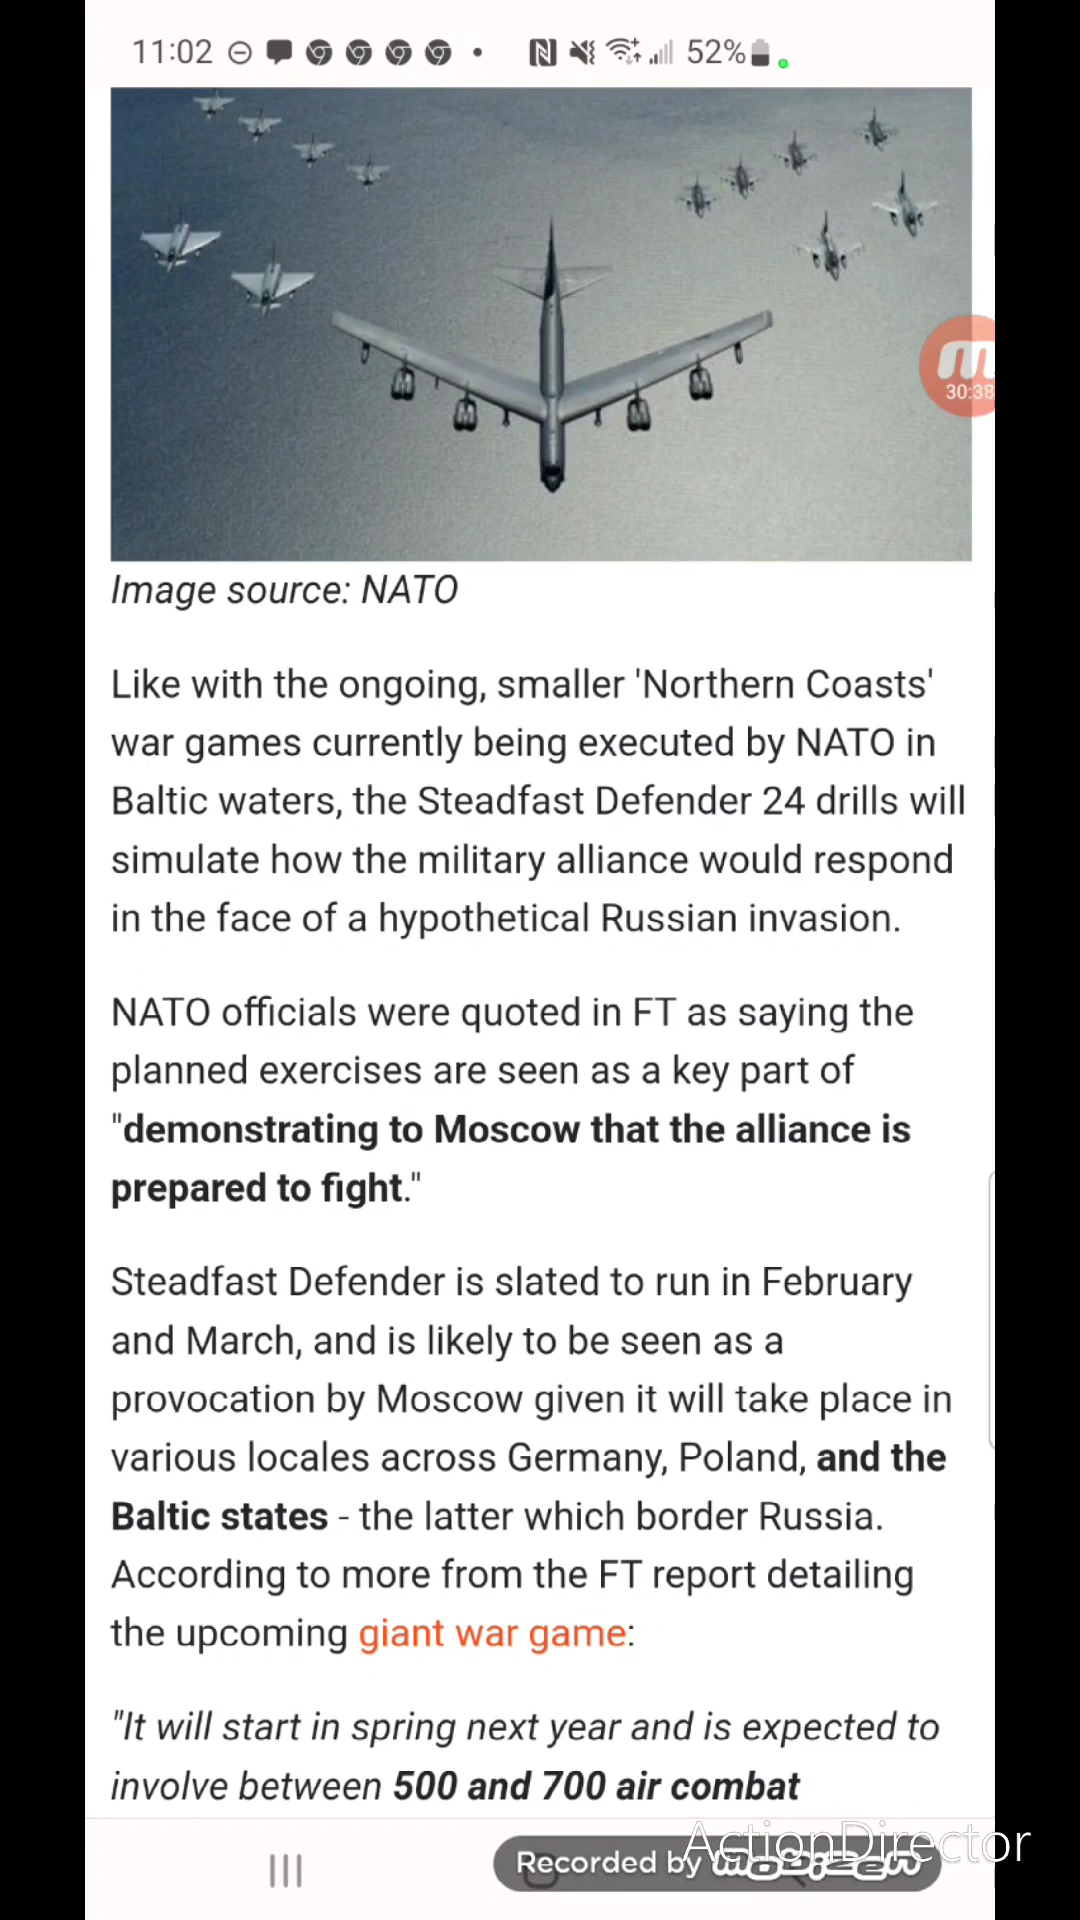 11:02
52%
30:38
Image source: NATO
Like with the ongoing, smaller 'Northern Coasts'
war games currently being executed by NATO in
Baltic waters, the Steadfast Defender 24 drills will
simulate how the military alliance would respond
in the face of a hypothetical Russian invasion.
NATO officials were quoted in FT as saying the
planned exercises are seen as a key part of
"demonstrating to Moscow that the alliance is
prepared to fight."
Steadfast Defender is slated to run in February
and March, and is likely to be seen as a
provocation by Moscow given it will take place in
various locales across Germany, Poland, and the
Baltic states - the latter which border Russia.
According to more from the FT report detailing
the upcoming giant war game:
"It will start in spring next year and is expected to
involve between 500 and 700 air combat
ActionDirector
Recorded by mobizen